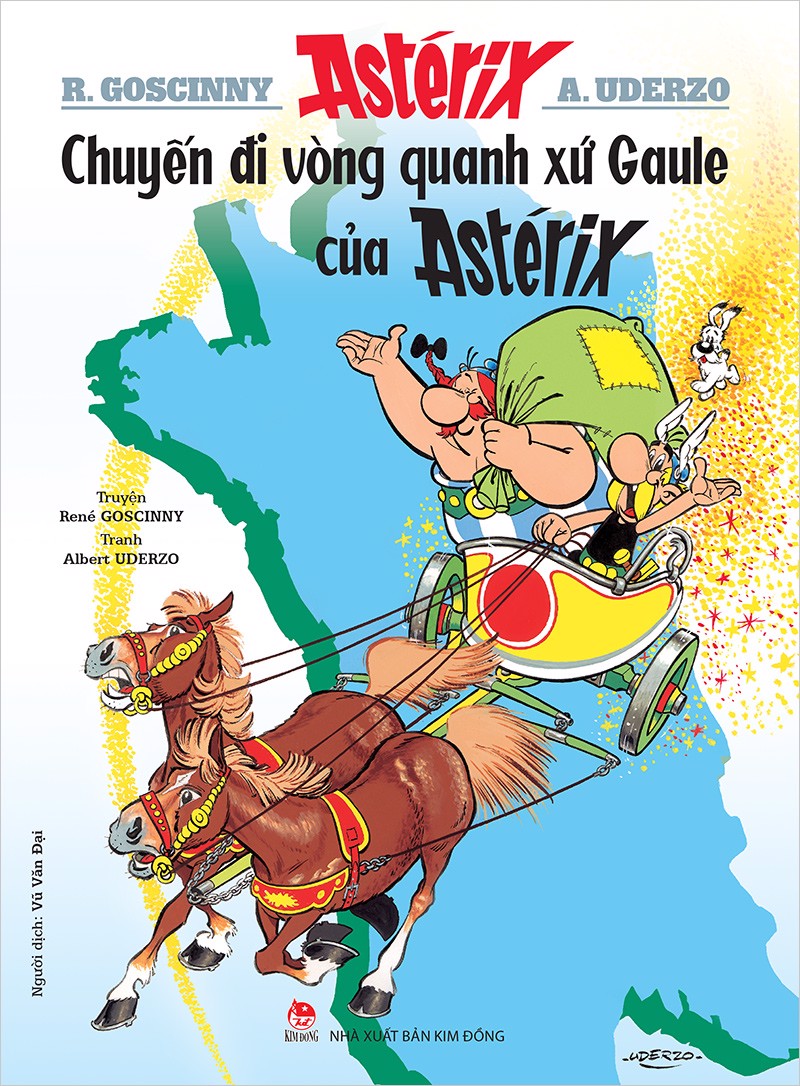 R. GOSCINNY Astérix A. UDERZO
Chuyến đi vòng quanh xứ Gaule
của Astérix
Truyện
René GOSCINNY
Tranh
Albert UDERZO
Người dịch: Vũ Văn Đại
KIM ĐỒNG
NHÀ XUẤT BẢN KIM ĐỒNG
-UDERZO-